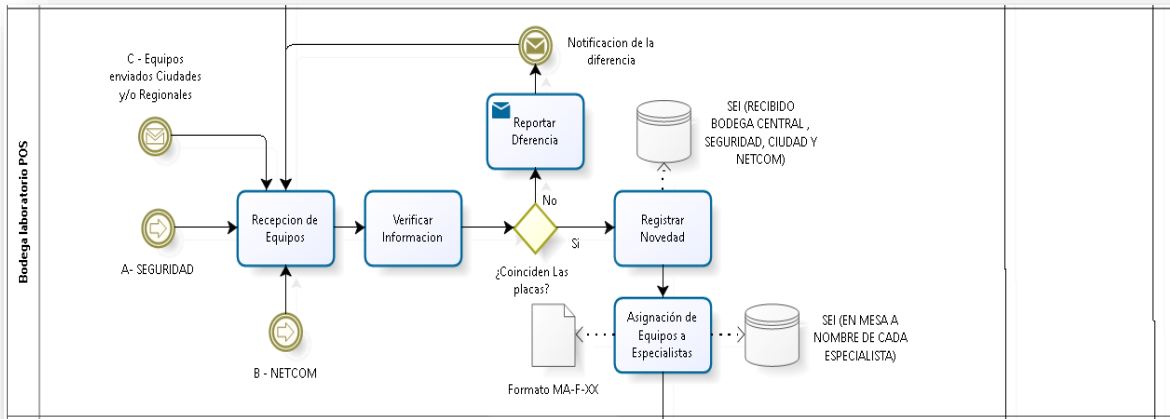 Bodega laboratorio POS
C - Equipos
enviados Ciudades
y/o Regionales
A- SEGURIDAD
B - NETCOM
Recepcion de
Equipos
Verificar
Informacion
¿Coinciden Las
placas?
No
Si
Reportar
Dferencia
Notificacion de la
diferencia
Registrar
Novedad
SEI (RECIBIDO
BODEGA CENTRAL ,
SEGURIDAD, CIUDAD Y
NETCOM)
Asignación de
Equipos a
Especialistas
Formato MA-F-XX
SEI (EN MESA A
NOMBRE DE CADA
ESPECIALISTA)